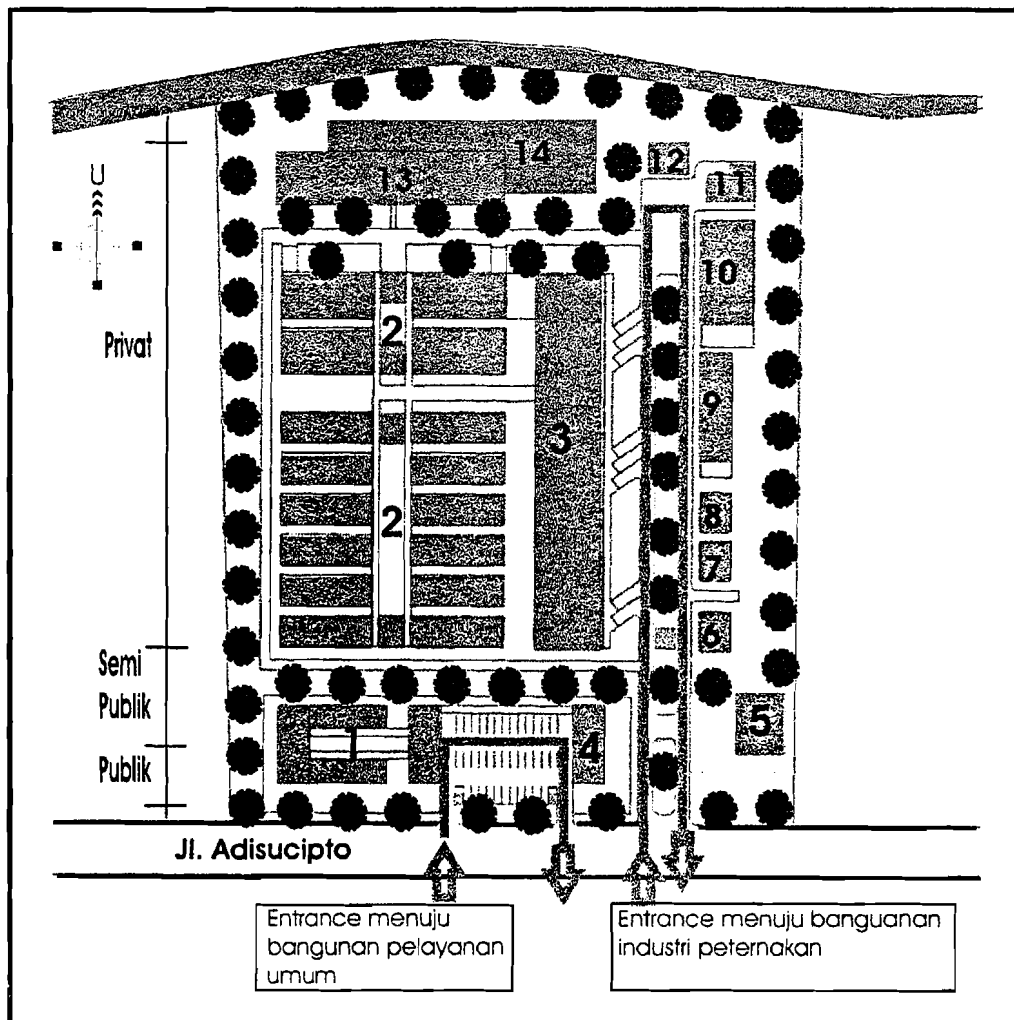 14
12
13
11
U
10
Privat
2
9
3
8
2
7
6
Semi
Publik
5
1
4
Publik
Jl. Adisucipto
Entrance menuju
bangunan pelayanan
umum
Entrance menuju banguanan
industri peternakan